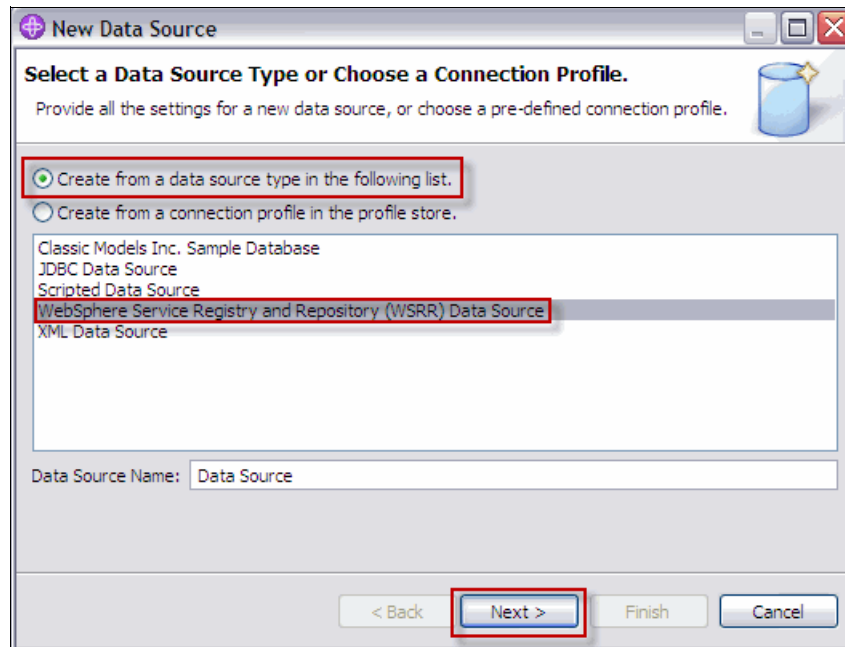 New Data Source
Select a Data Source Type or Choose a Connection Profile.
Provide all the settings for a new data source, or choose a pre-defined connection profile.
Create from a data source type in the following list.
Create from a connection profile in the profile store.
Classic Models Inc. Sample Database
JDBC Data Source
Scripted Data Source
WebSphere Service Registry and Repository (WSRR) Data Source
XML Data Source
Data Source Name: Data Source
< Back Next > Finish Cancel